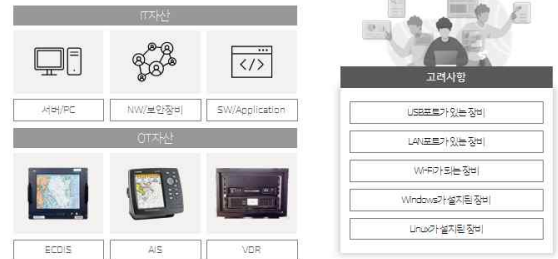 IT자산
서버/PC
NW/보안장비
SW/Application
OT자산
ECDIS
AIS
VDR
고려사항
USB포트가 있는 장비
LAN포트가 있는 장비
Wi-Fi가 되는 장비
Windows가 설치된 장비
Linux가 설치된 장비